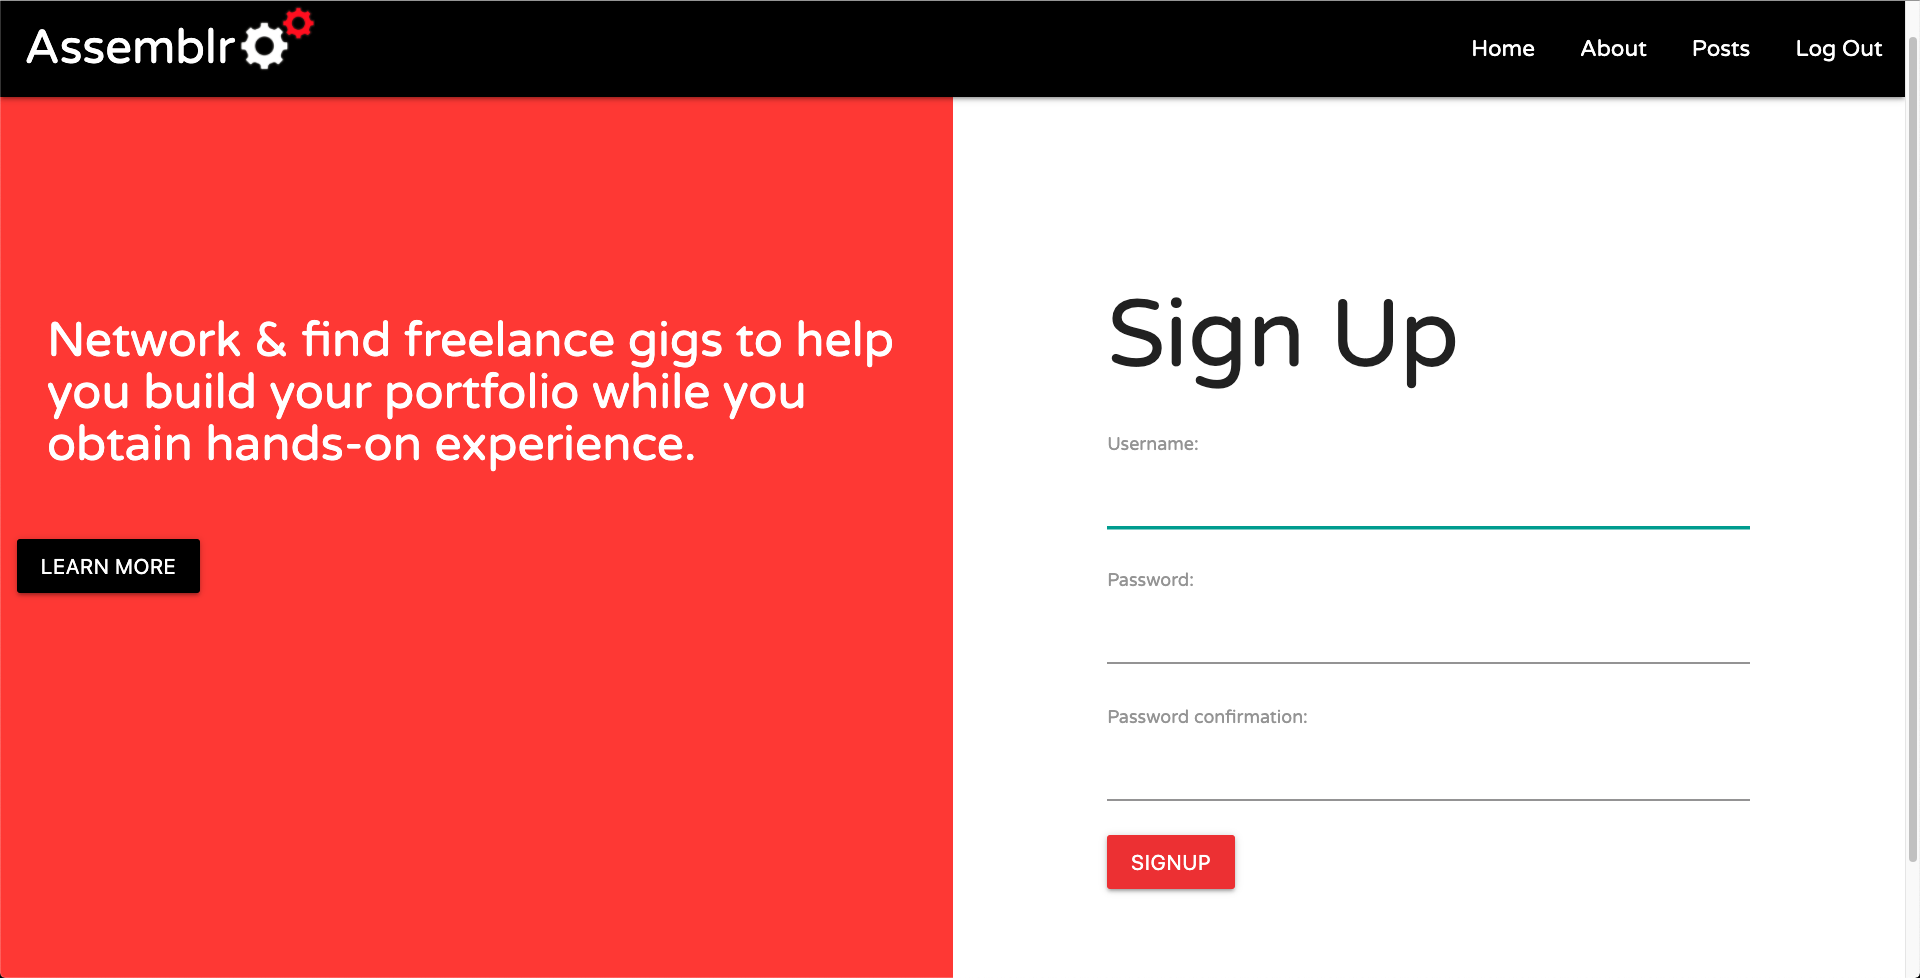 Assemblr
Home About Posts Log Out
Network & find freelance gigs to help
you build your portfolio while you
obtain hands-on experience.
LEARN MORE
Sign Up
Username:
Password:
Password confirmation:
SIGNUP